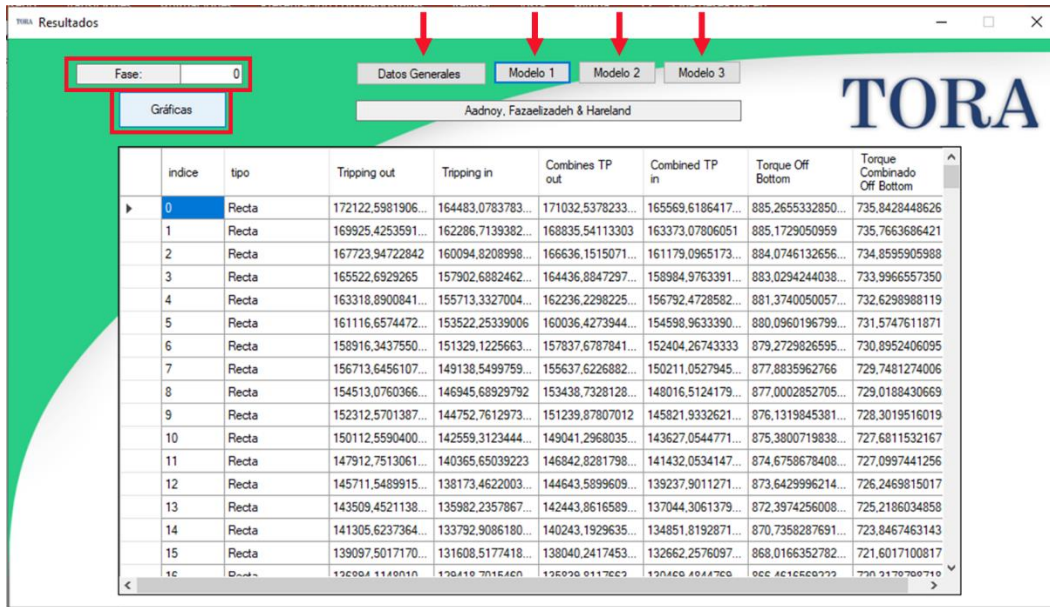 TORA Resultados
Fase: 0
Datos Generales Modelo 1 Modelo 2 Modelo 3
Gráficas
Aadnoy, Fazaelizadeh & Hareland
TORA
indice tipo Tripping out Tripping in Combines TP out Combined TP in Torque Off Bottom Torque Combinado Off Bottom
0 Recta 172122,5981906... 164483,0783783... 171032,5378233... 165569,6186417... 885,2655332850... 735,8428448626
1 Recta 169925,4253591... 162286,7139382... 168835,54113303 163373,07806051 885,1729050959 735,7663686421
2 Recta 167723,94722842 160094,8208998... 166636,1515071... 161179,0965173... 884,0746132656... 734,8595905988
3 Recta 165522,6929265 157902,6882462... 164436,8847297... 158984,9763391... 883,0294244038... 733,9966557350
4 Recta 163318,8900841... 155713,3327004... 162236,2298225... 156792,4728582... 881,3740050057... 732,6298988119
5 Recta 161116,6574472... 153522,25339006 160036,4273944... 154598,9633390... 880,0960196799... 731,5747611871
6 Recta 158916,3437550... 151329,1225663... 157837,6787841... 152404,26743333 879,2729826595... 730,8952406095
7 Recta 156713,6456107... 149138,5499759... 155637,6226882... 150211,0527945... 877,8835962766 729,7481274006
8 Recta 154513,0760366... 146945,68929792 153438,7328128... 148016,5124179... 877,0002852705... 729,0188430669
9 Recta 152312,5701387... 144752,7612973... 151239,87807012 145821,9332621... 876,1319845381... 728,3019516019
10 Recta 150112,5590400... 142559,3123444... 149041,2968035... 143627,0544771... 875,3800719838... 727,6811532167
11 Recta 147912,7513061... 140365,65039223 146842,8281798... 141432,0534147... 874,6758678408... 727,0997441256
12 Recta 145711,5489915... 138173,4622003... 144643,5899609... 139237,9011271... 873,6429996214... 726,2469815017
13 Recta 143509,4521138... 135982,2357867... 142443,8616589... 137044,3061379... 872,3974256008... 725,2186034858
14 Recta 141305,6237364... 133792,9086180... 140243,1929635... 134851,8192871... 870,7358287691... 723,8467463143
15 Recta 139097,5017170... 131608,5177418... 138040,2417453... 132662,2576097... 868,0166352782... 721,6017100817